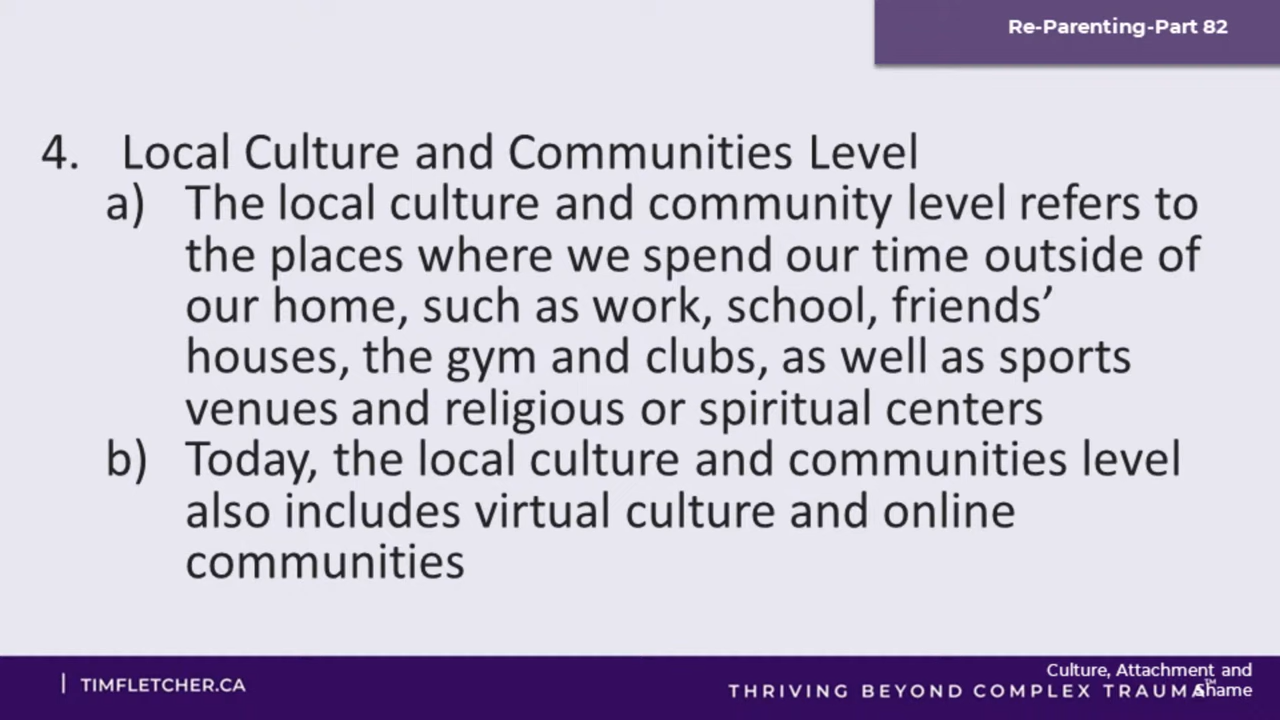 Re-Parenting-Part 82
4. Local Culture and Communities Level
a) The local culture and community level refers to
the places where we spend our time outside of
our home, such as work, school, friends’
houses, the gym and clubs, as well as sports
venues and religious or spiritual centers
b) Today, the local culture and communities level
also includes virtual culture and online
communities
| TIMFLETCHER.CA
THRIVING BEYOND COMPLEX TRAUMA™
Culture, Attachment and
Shame